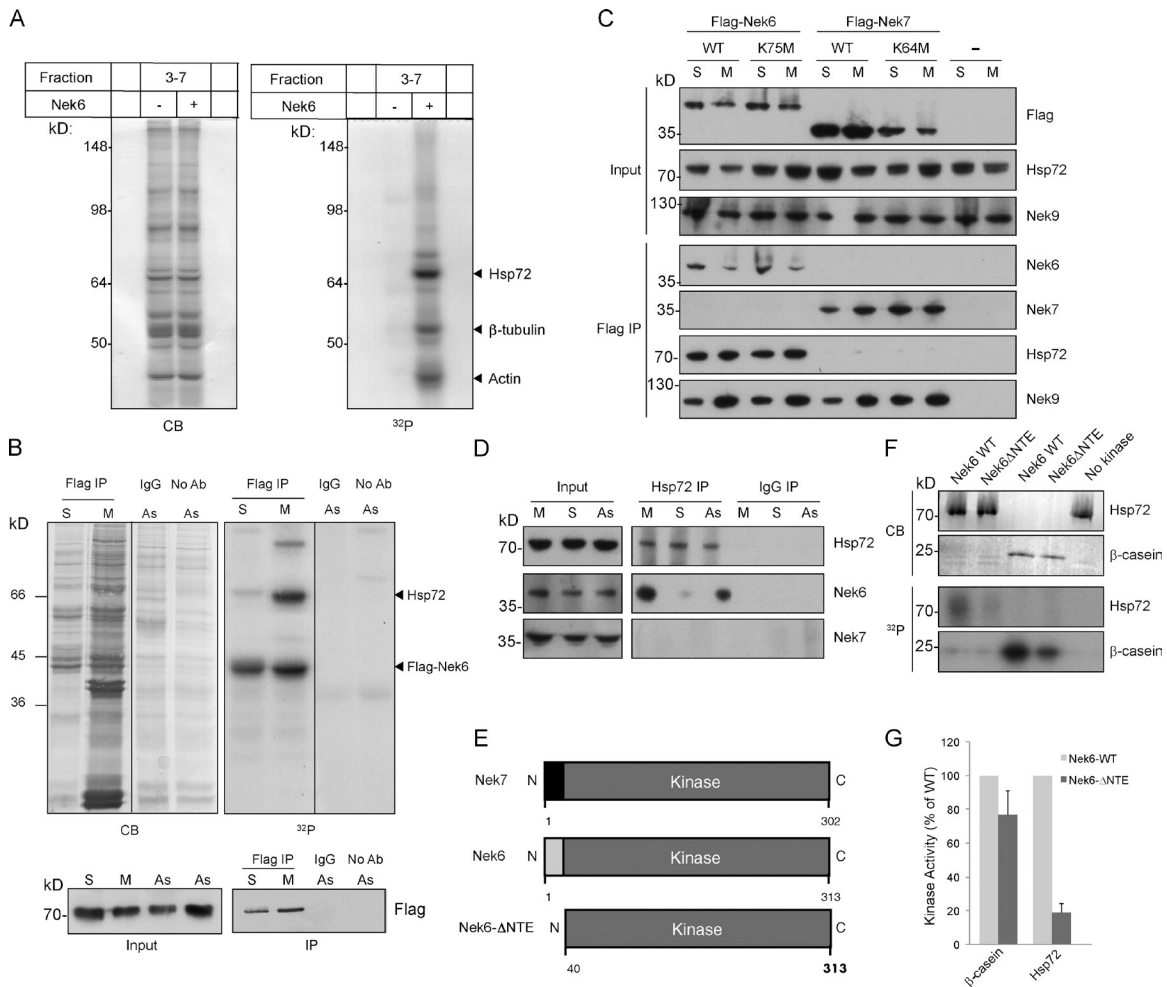 A
Fraction 3-7
Nek6 - +
kD:
148
98
64
50
CB
Fraction 3-7
Nek6 - +
kD:
148
98
64
50
Hsp72
β-tubulin
Actin
32P
B
Flag IP IgG No Ab
S M As As
kD
66
45
36
CB
Flag IP IgG No Ab
S M As As
Hsp72
Flag-Nek6
32P
S M As As
kD
70
Input
Flag IP IgG No Ab
S M As As
Flag
IP
C
Flag-Nek6 Flag-Nek7
WT K75M WT K64M –
S M S M S M S M S M
kD
Input
35 Flag
70 Hsp72
130 Nek9
Flag IP
35 Nek6
35 Nek7
70 Hsp72
130 Nek9
D
Input Hsp72 IP IgG IP
M S As M S As M S As
kD
70 Hsp72
35 Nek6
35 Nek7
E
Nek7 N Kinase C
1 302
Nek6 N Kinase C
1 313
Nek6-ΔNTE N Kinase C
40 313
F
Nek6 WT Nek6ΔNTE Nek6 WT Nek6ΔNTE No kinase
kD
CB
70 Hsp72
25 β-casein
32P
70 Hsp72
25 β-casein
G
Kinase Activity (% of WT)
120
100
80
60
40
20
0
Nek6-WT
Nek6-ΔNTE
β-casein Hsp72